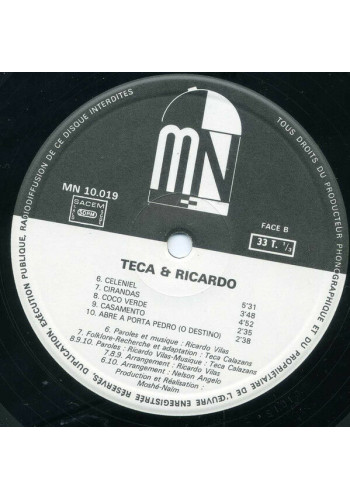 TOUS DROITS DU PRODUCTEUR PHONOGRAPHIQUE ET DU PROPRIÉTAIRE DE L'ŒUVRE ENREGISTRÉE RÉSERVÉS, DUPLICATION, EXÉCUTION PUBLIQUE, RADIODIFFUSION DE CE DISQUE INTERDITES
MN
MN 10.019
SACEM
SDRM
FACE B
33 T. 1/3
TECA & RICARDO
6. CELENIEL 5'31
7. CIRANDAS 3'48
8. COCO VERDE 4'52
9. CASAMENTO 2'35
10. ABRE A PORTA PEDRO (O DESTINO) 2'38
6. Paroles et musique : Ricardo Vilas
7. Folklore-Recherche et adaptation : Teca Calazans
8.9.10. Paroles : Ricardo Vilas-Musique : Teca Calazans
7.8.9. Arrangement : Ricardo Vilas
6.10. Arrangement : Nelson Angelo
Production et Réalisation :
Moshé-Naïm